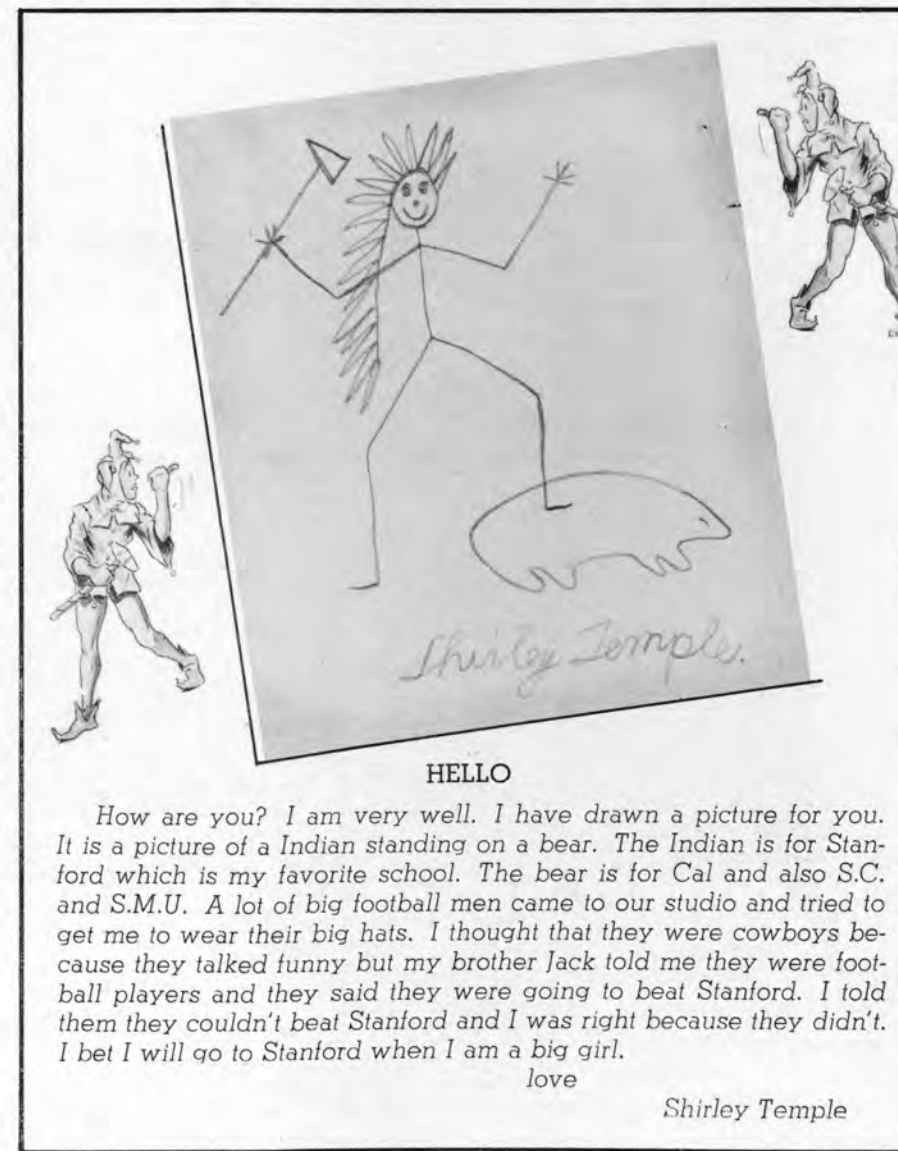 Shirley Temple.
HELLO
How are you? I am very well. I have drawn a picture for you.
It is a picture of a Indian standing on a bear. The Indian is for Stan-
ford which is my favorite school. The bear is for Cal and also S.C.
and S.M.U. A lot of big football men came to our studio and tried to
get me to wear their big hats. I thought that they were cowboys be-
cause they talked funny but my brother Jack told me they were foot-
ball players and they said they were going to beat Stanford. I told
them they couldn't beat Stanford and I was right because they didn't.
I bet I will go to Stanford when I am a big girl.
love
Shirley Temple